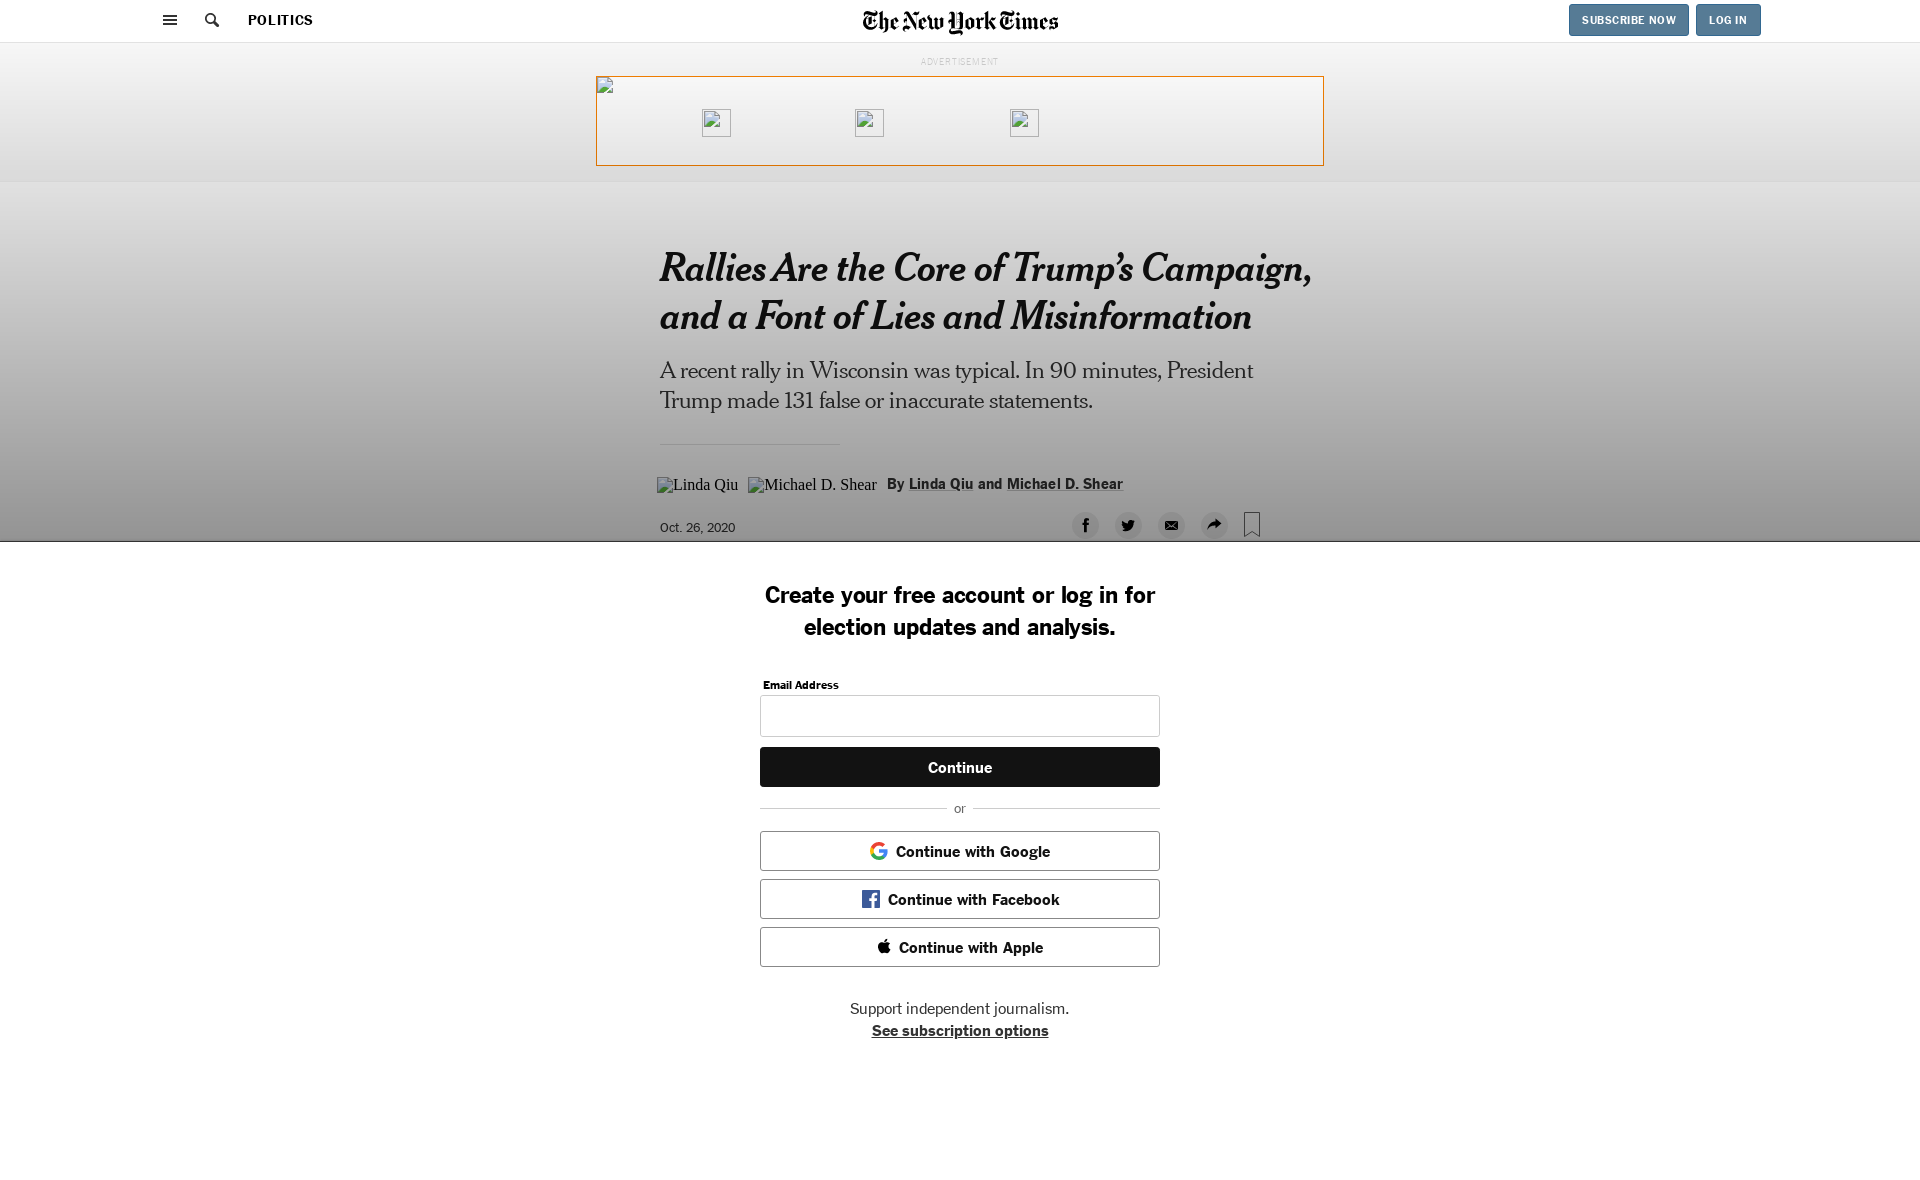 POLITICS
The New York Times
SUBSCRIBE NOW
LOG IN
ADVERTISEMENT
Rallies Are the Core of Trump’s Campaign,
and a Font of Lies and Misinformation
A recent rally in Wisconsin was typical. In 90 minutes, President
Trump made 131 false or inaccurate statements.
Linda Qiu Michael D. Shear By Linda Qiu and Michael D. Shear
Oct. 26, 2020
Create your free account or log in for
election updates and analysis.
Email Address
Continue
or
Continue with Google
Continue with Facebook
Continue with Apple
Support independent journalism.
See subscription options